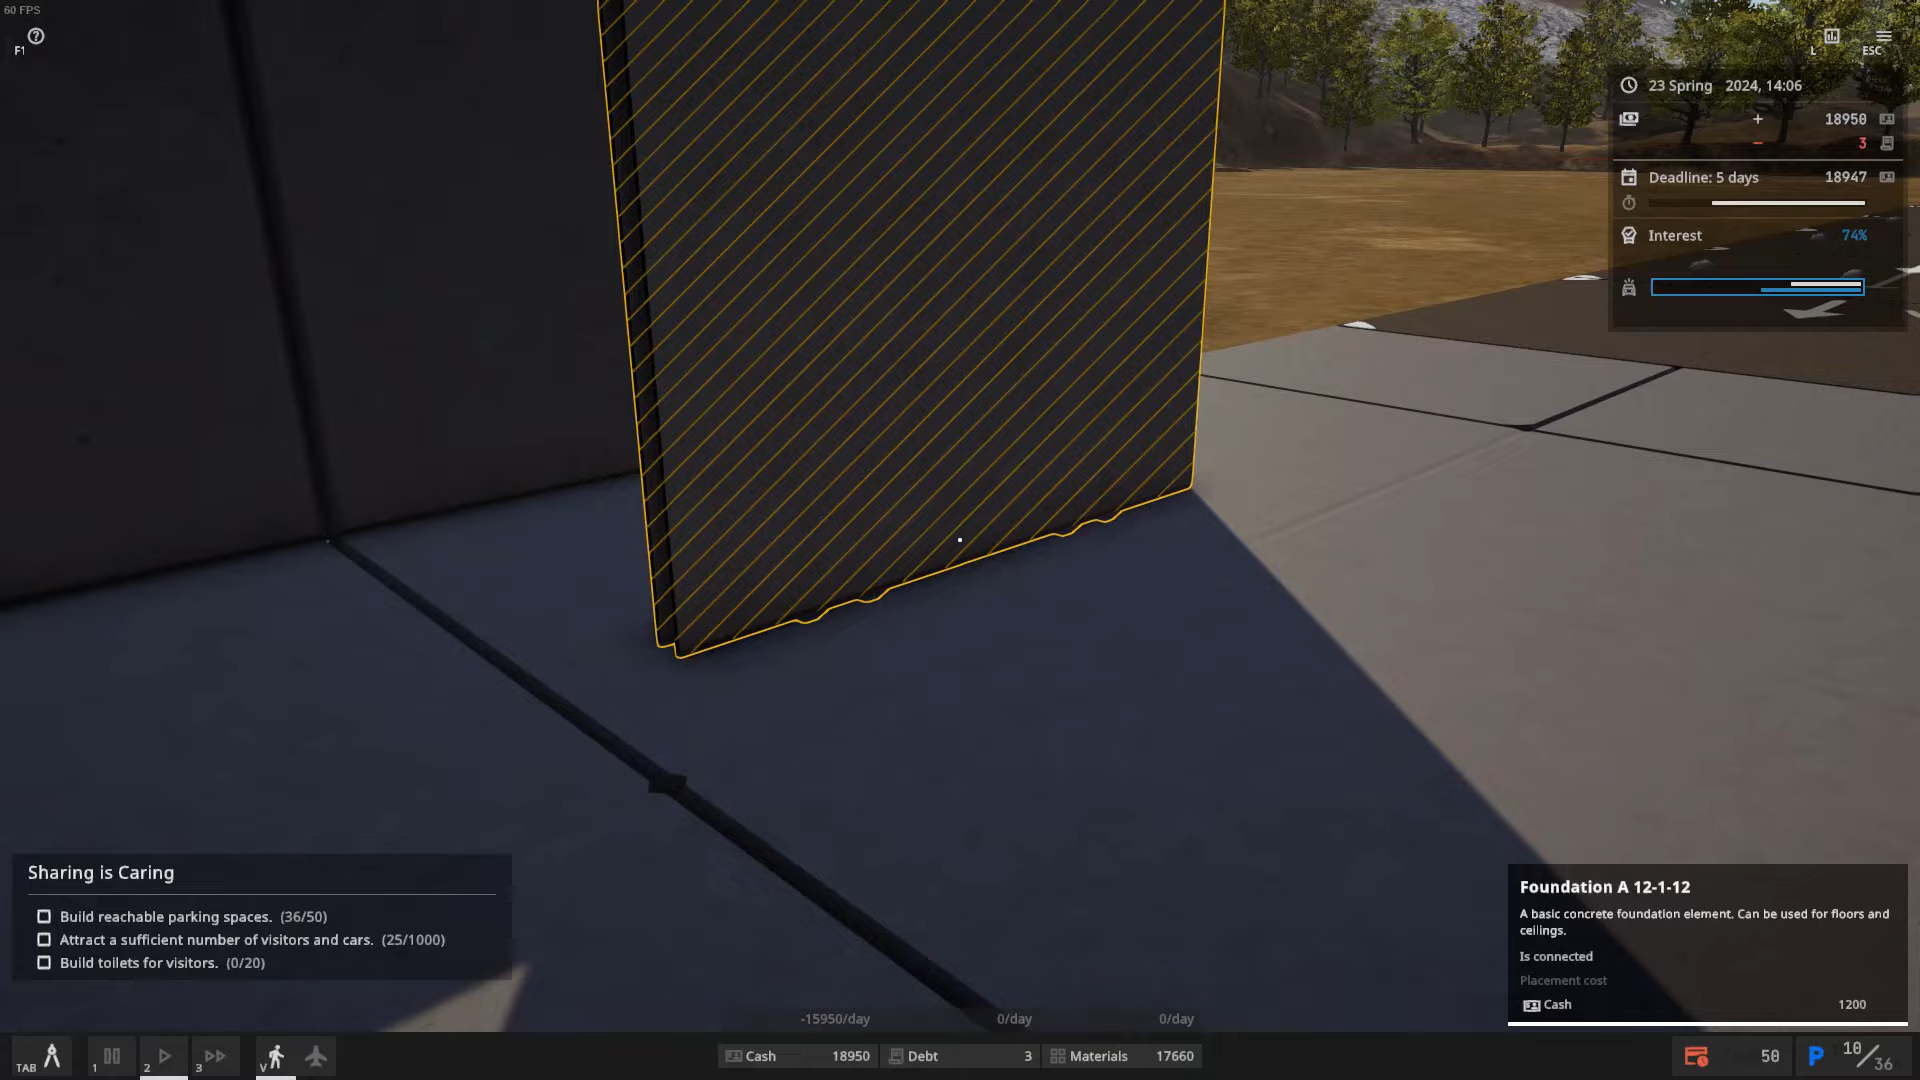 60 FPS
F1
L
ESC
23 Spring 2024, 14:06
+ 18950
- 3
Deadline: 5 days 18947
Interest 74%
Sharing is Caring
Build reachable parking spaces. (36/50)
Attract a sufficient number of visitors and cars. (25/1000)
Build toilets for visitors. (0/20)
Foundation A 12-1-12
A basic concrete foundation element. Can be used for floors and
ceilings.
Is connected
Placement cost
Cash 1200
-15950/day 0/day 0/day
TAB 1 2 3 V
Cash 18950 Debt 3 Materials 17660
50 P 10/36